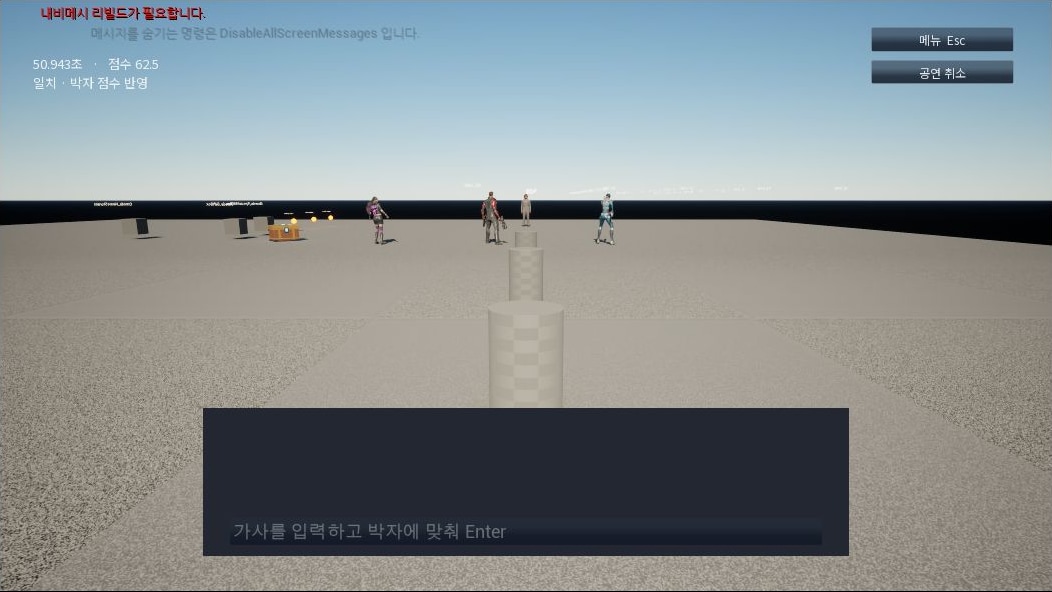 내비메시 리빌드가 필요합니다.
메시지를 숨기는 명령은 DisableAllScreenMessages 입니다.
50.943초 · 점수 62.5
일치 · 박자 점수 반영
메뉴 Esc
공연 취소
가사를 입력하고 박자에 맞춰 Enter